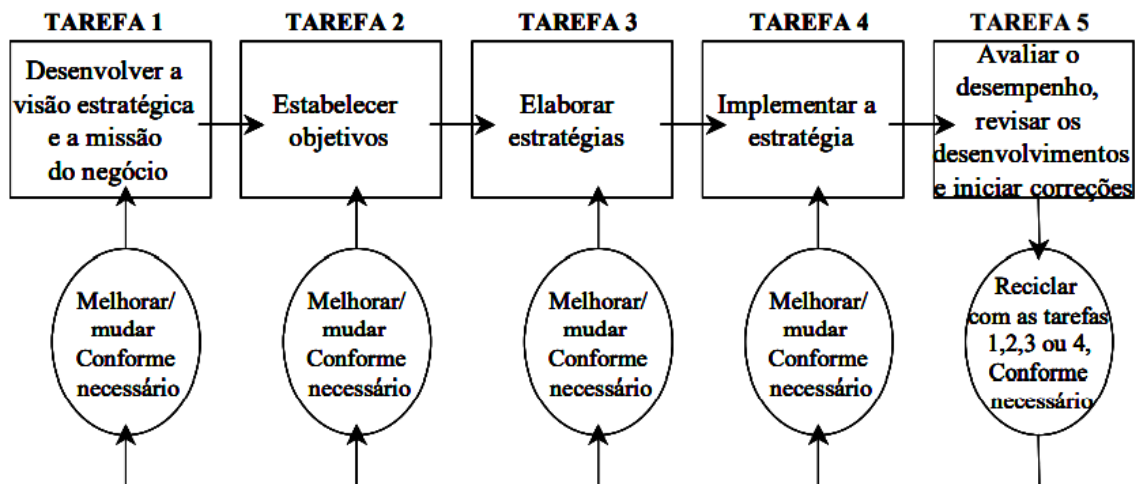 TAREFA 1
TAREFA 2
TAREFA 3
TAREFA 4
TAREFA 5
Desenvolver a
visão estratégica
e a missão
do negócio
Estabelecer
objetivos
Elaborar
estratégias
Implementar a
estratégia
Avaliar o
desempenho,
revisar os
desenvolvimentos
e iniciar correções
Melhorar/
mudar
Conforme
necessário
Melhorar/
mudar
Conforme
necessário
Melhorar/
mudar
Conforme
necessário
Melhorar/
mudar
Conforme
necessário
Reciclar
com as tarefas
1,2,3 ou 4,
Conforme
necessário